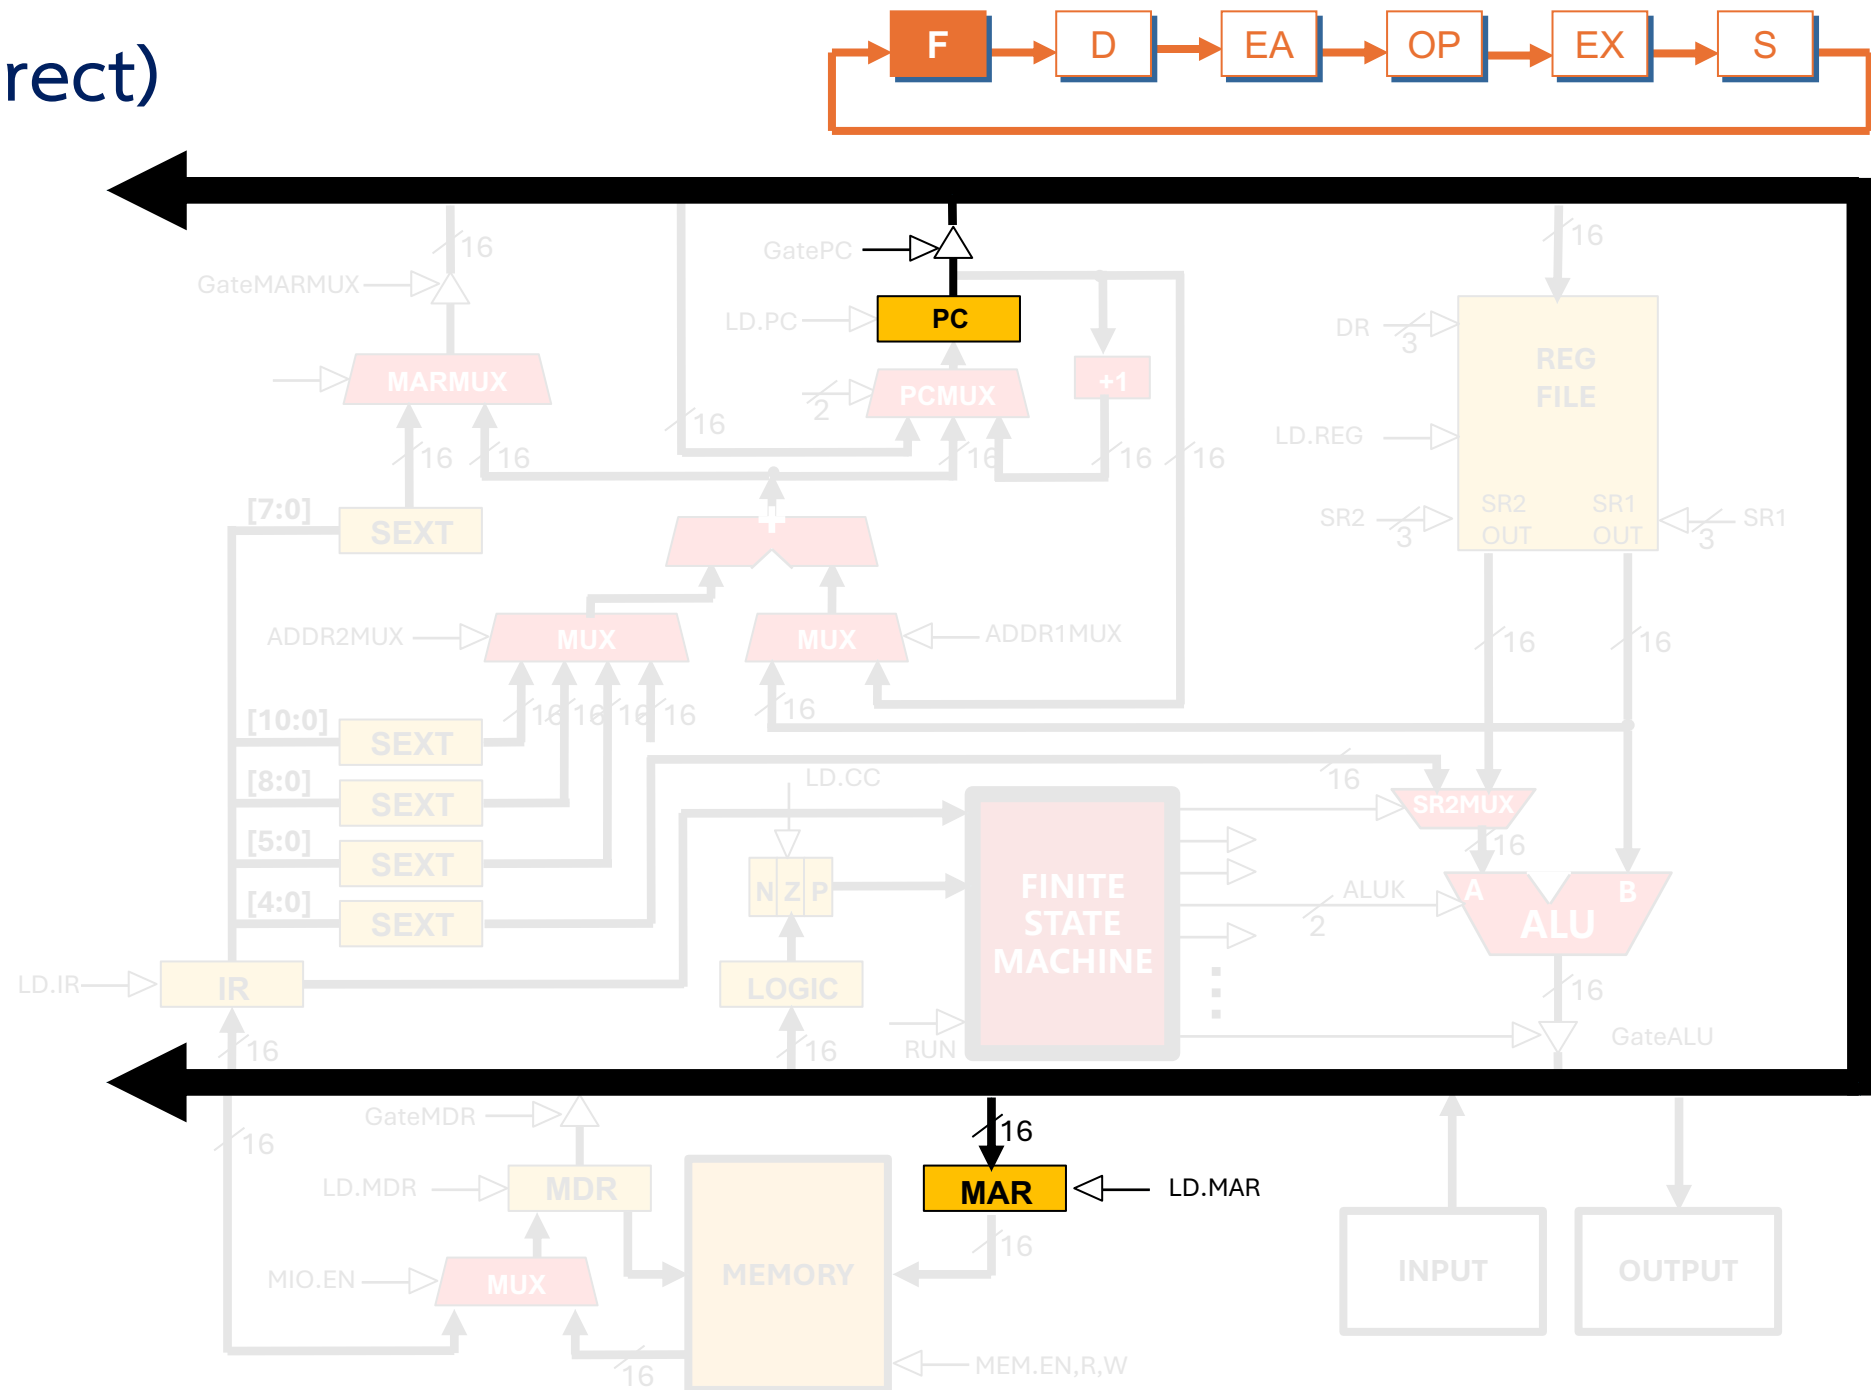 rect)
F D EA OP EX S
16
16
GatePC
GateMARMUX
LD.PC
PC
DR
3
REG
FILE
MARMUX
PCMUX
+1
2
16
LD.REG
16
16
16
16
16
[7:0]
SEXT
+
SR2
3
SR2
OUT
SR1
OUT
3
SR1
ADDR2MUX
MUX
MUX
ADDR1MUX
16
16
[10:0]
SEXT
16
16
16
16
16
[8:0]
SEXT
LD.CC
16
SR2MUX
[5:0]
SEXT
16
N Z P
FINITE
STATE
MACHINE
ALUK
2
A
B
ALU
[4:0]
SEXT
LD.IR
IR
LOGIC
16
16
16
RUN
GateALU
GateMDR
16
16
LD.MDR
MDR
MAR
LD.MAR
16
MIO.EN
MUX
MEMORY
INPUT
OUTPUT
16
MEM.EN,R,W